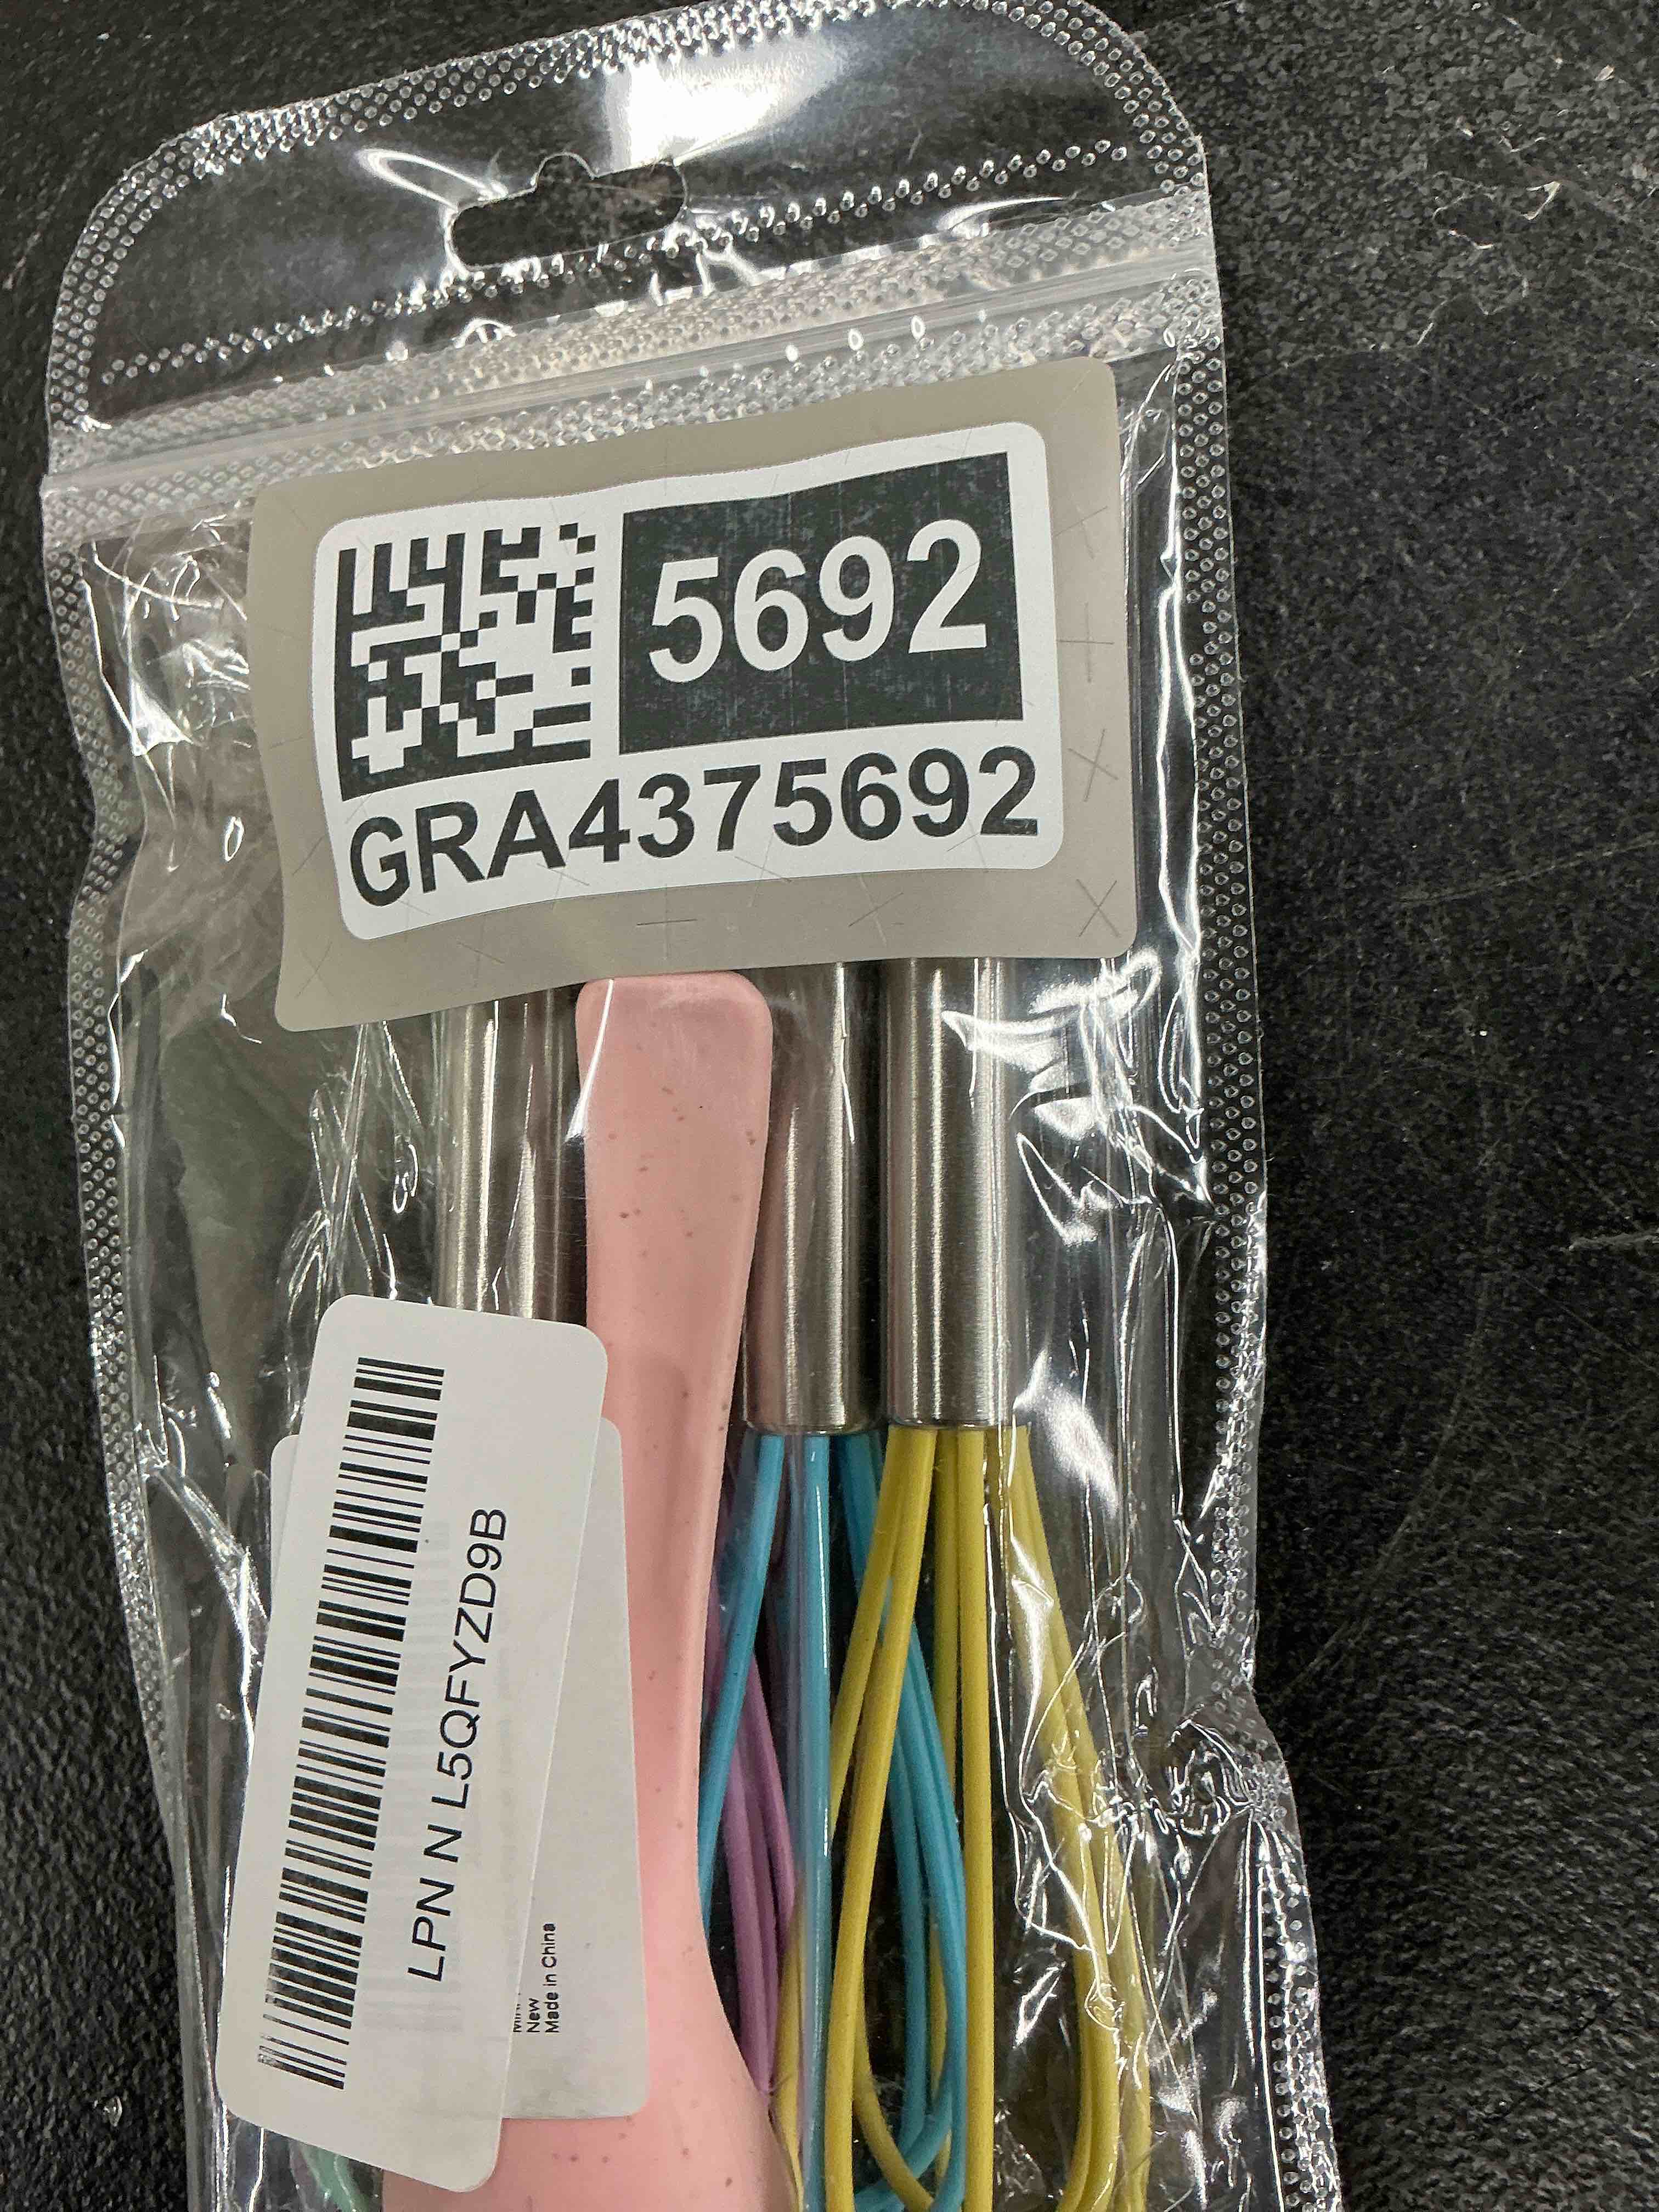 5692
GRA4375692
LPN N L5QFYZD9B
New
Made in China